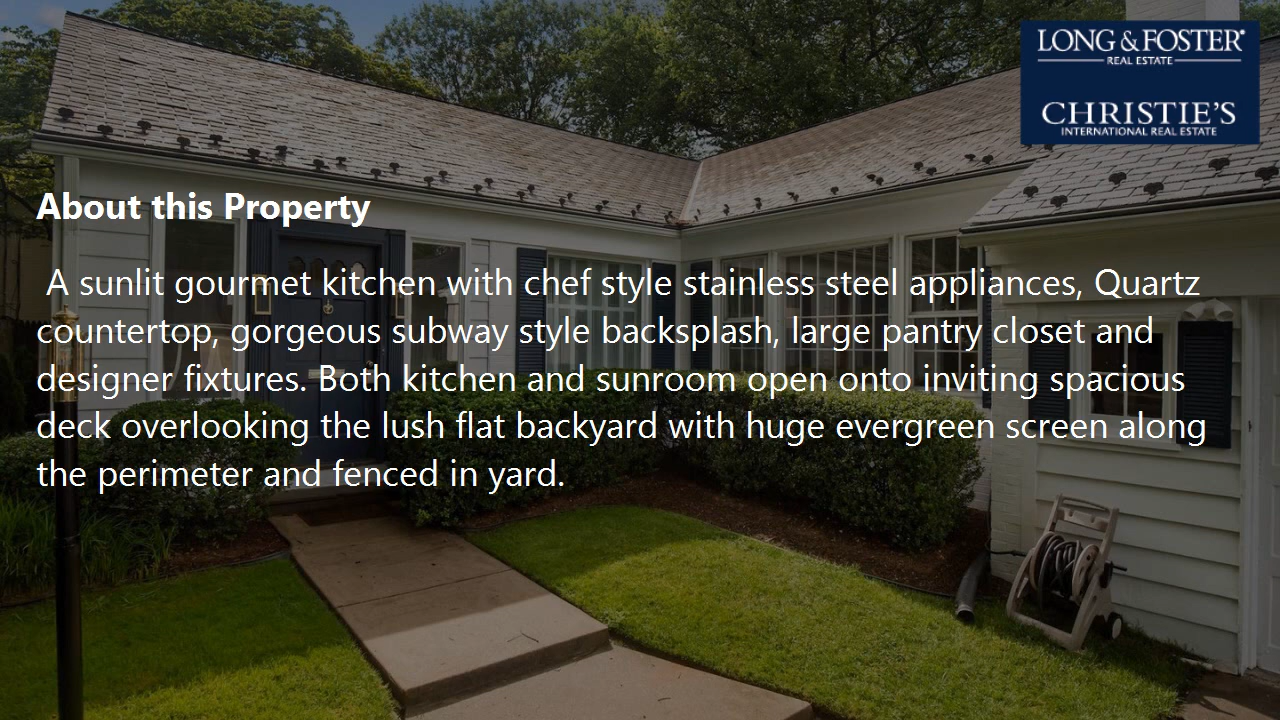 LONG & FOSTER®
REAL ESTATE
CHRISTIE'S
INTERNATIONAL REAL ESTATE
About this Property
A sunlit gourmet kitchen with chef style stainless steel appliances, Quartz
countertop, gorgeous subway style backsplash, large pantry closet and
designer fixtures. Both kitchen and sunroom open onto inviting spacious
deck overlooking the lush flat backyard with huge evergreen screen along
the perimeter and fenced in yard.